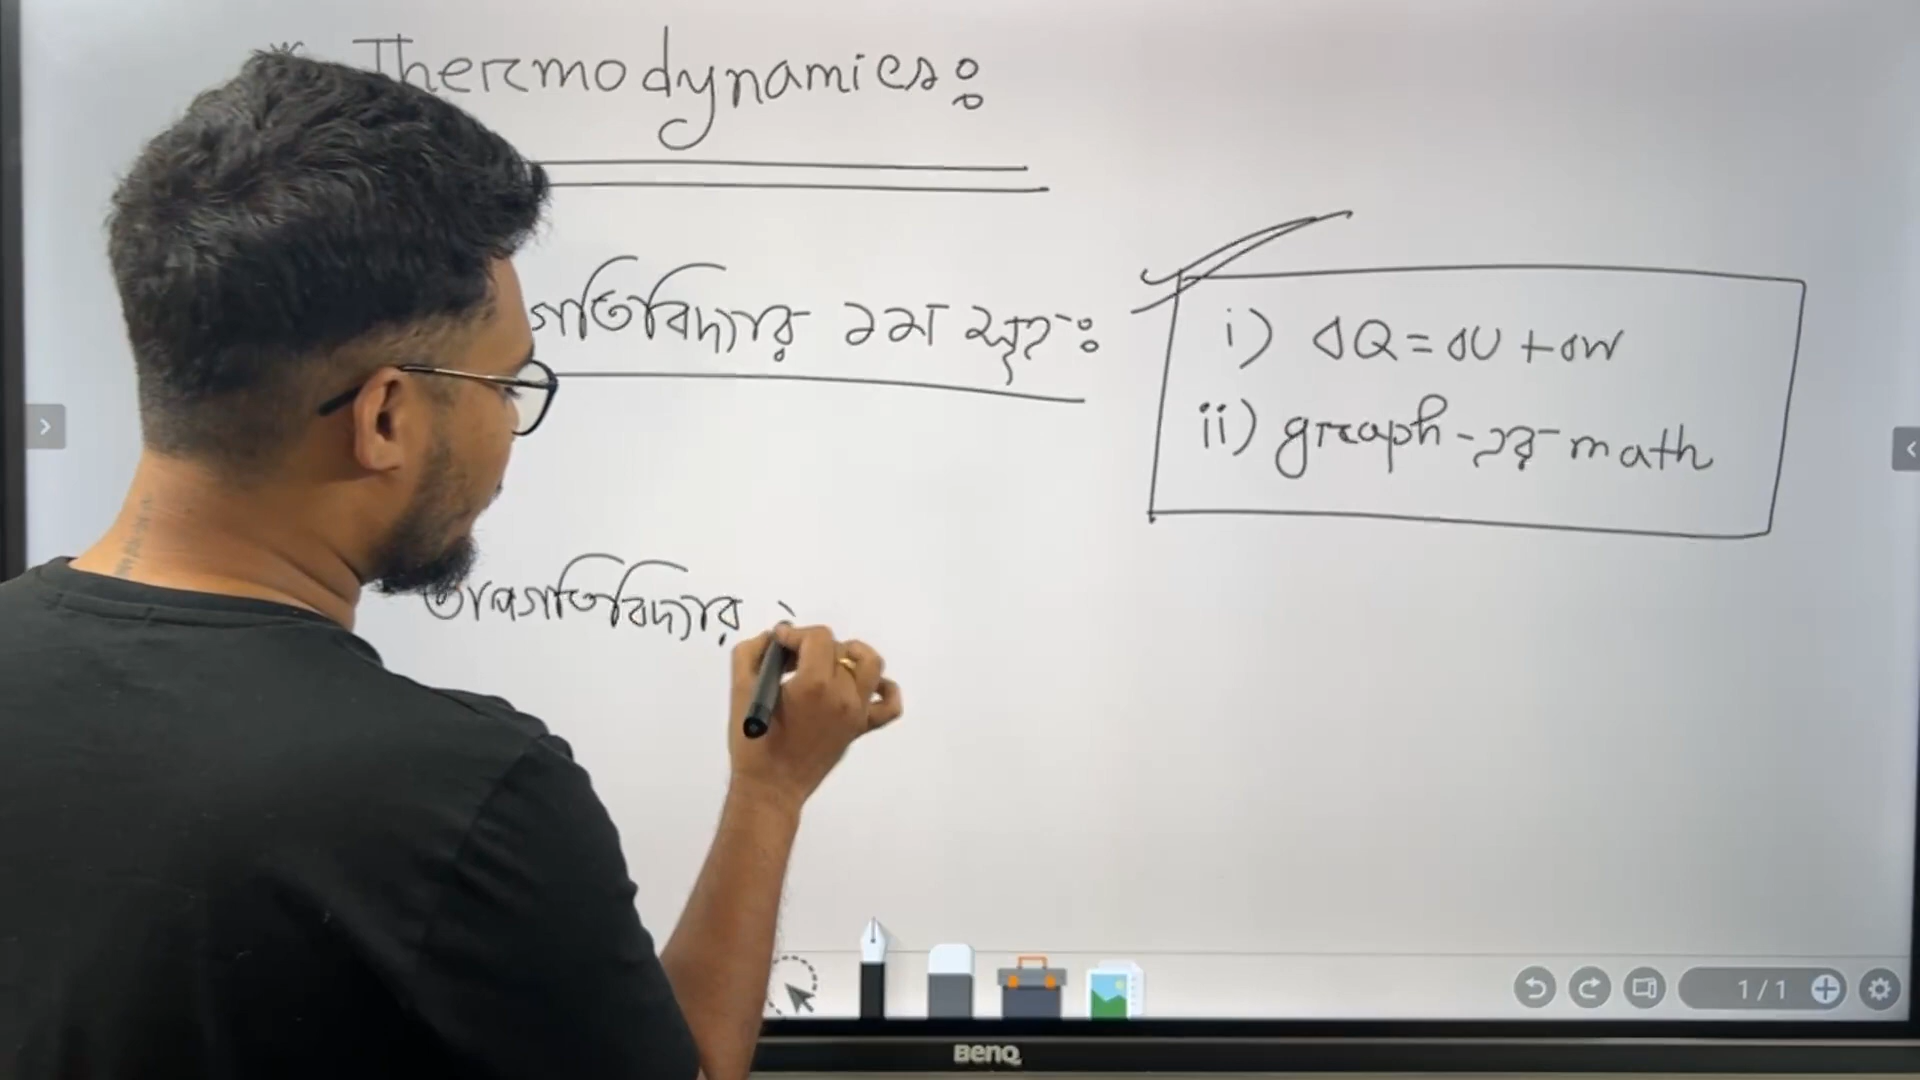 * Thermodynamics:
গতিবিদ্যার ১ম সূত্র:
i) ΔQ = ΔU + ΔW
ii) graph - এর math
তাপগতিবিদ্যার
1/1
BenQ